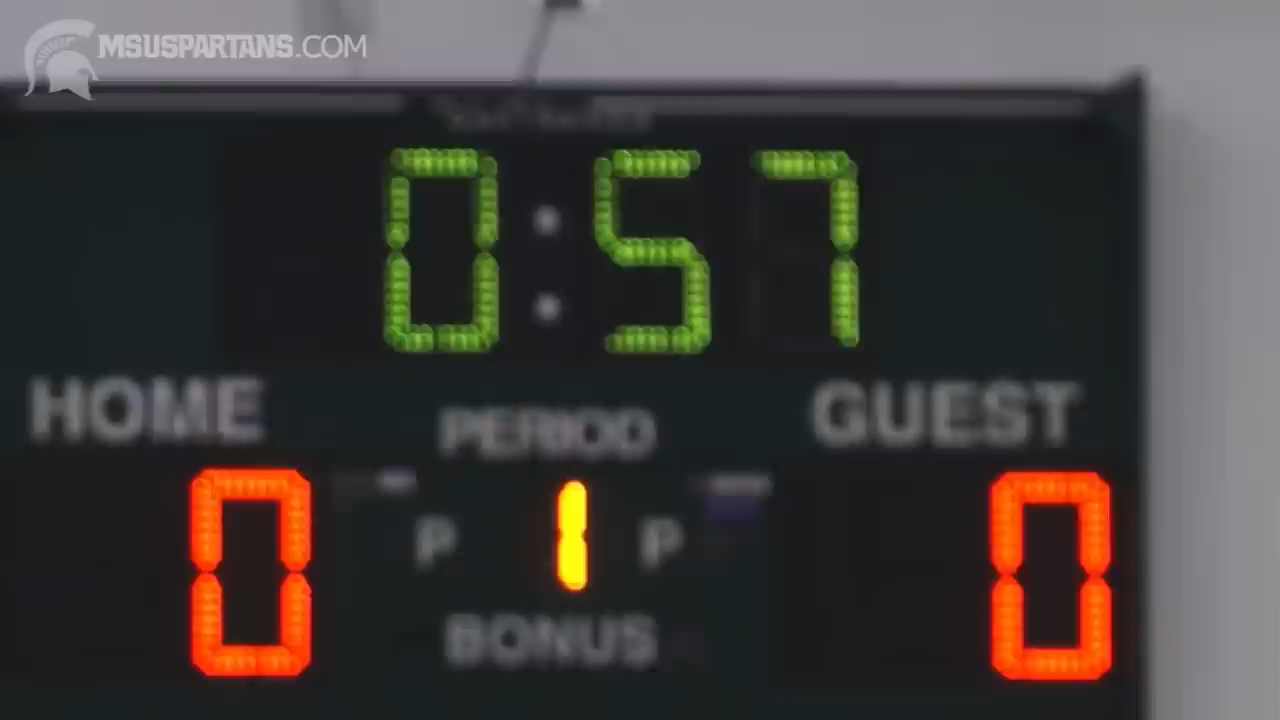 MSUSPARTANS.COM
0:57
HOME
GUEST
PERIOD
0
P 1 P
0
BONUS